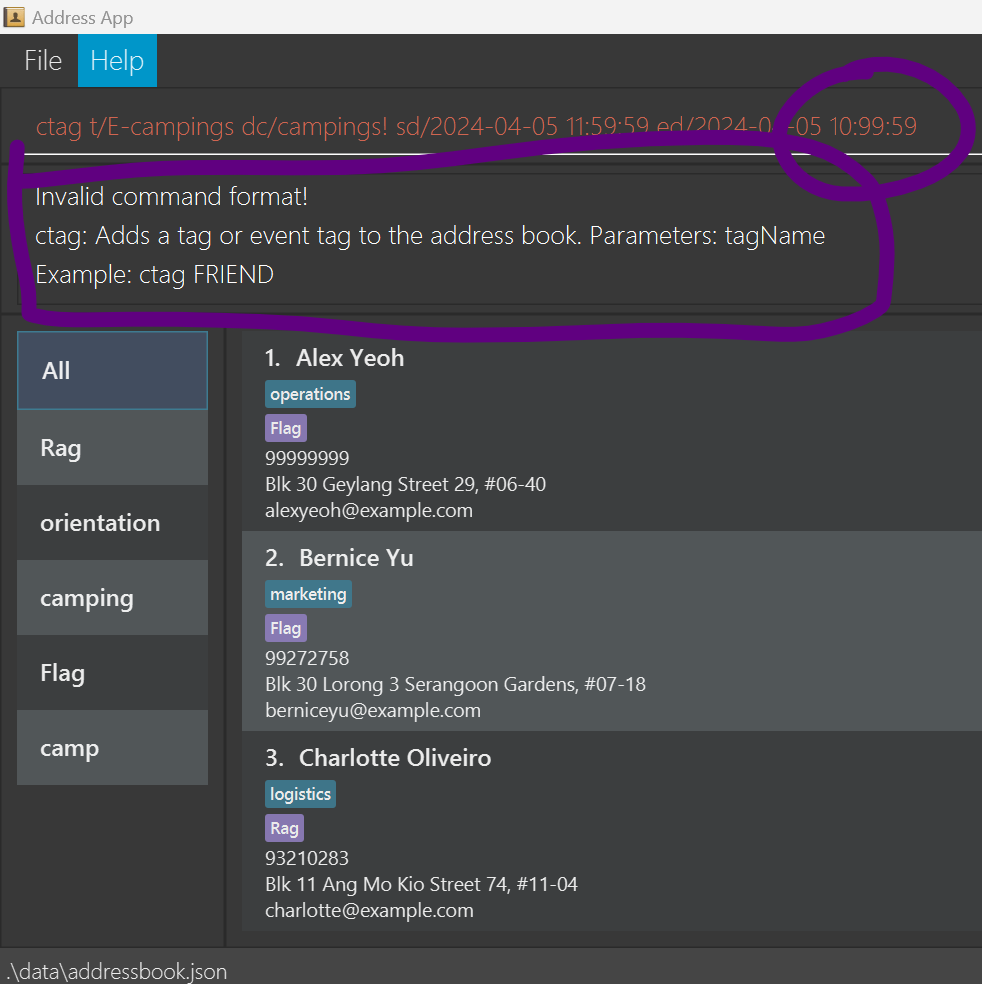 Address App
File Help
ctag t/E-campings dc/campings! sd/2024-04-05 11:59:59 ed/2024-04-05 10:99:59
Invalid command format!
ctag: Adds a tag or event tag to the address book. Parameters: tagName
Example: ctag FRIEND
All
Rag
orientation
camping
Flag
camp
1. Alex Yeoh
operations
Flag
99999999
Blk 30 Geylang Street 29, #06-40
alexyeoh@example.com
2. Bernice Yu
marketing
Flag
99272758
Blk 30 Lorong 3 Serangoon Gardens, #07-18
berniceyu@example.com
3. Charlotte Oliveiro
logistics
Rag
93210283
Blk 11 Ang Mo Kio Street 74, #11-04
charlotte@example.com
.\data\addressbook.json